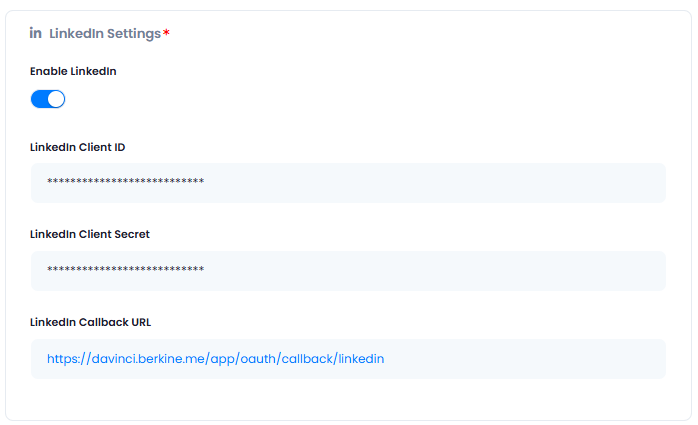 in LinkedIn Settings*
Enable LinkedIn
LinkedIn Client ID
***************************
LinkedIn Client Secret
***************************
LinkedIn Callback URL
https://davinci.berkine.me/app/oauth/callback/linkedin